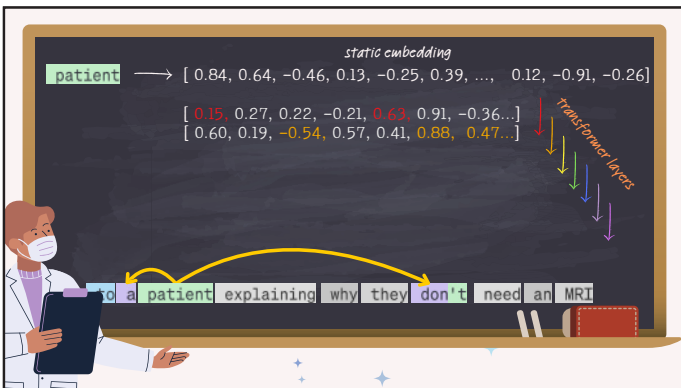 static embedding
patient [ 0.84, 0.64, −0.46, 0.13, −0.25, 0.39, ..., 0.12, −0.91, −0.26]
[ 0.15, 0.27, 0.22, −0.21, 0.63, 0.91, −0.36...]
[ 0.60, 0.19, −0.54, 0.57, 0.41, 0.88, 0.47...]
transformer layers
to a patient explaining why they don't need an MRI